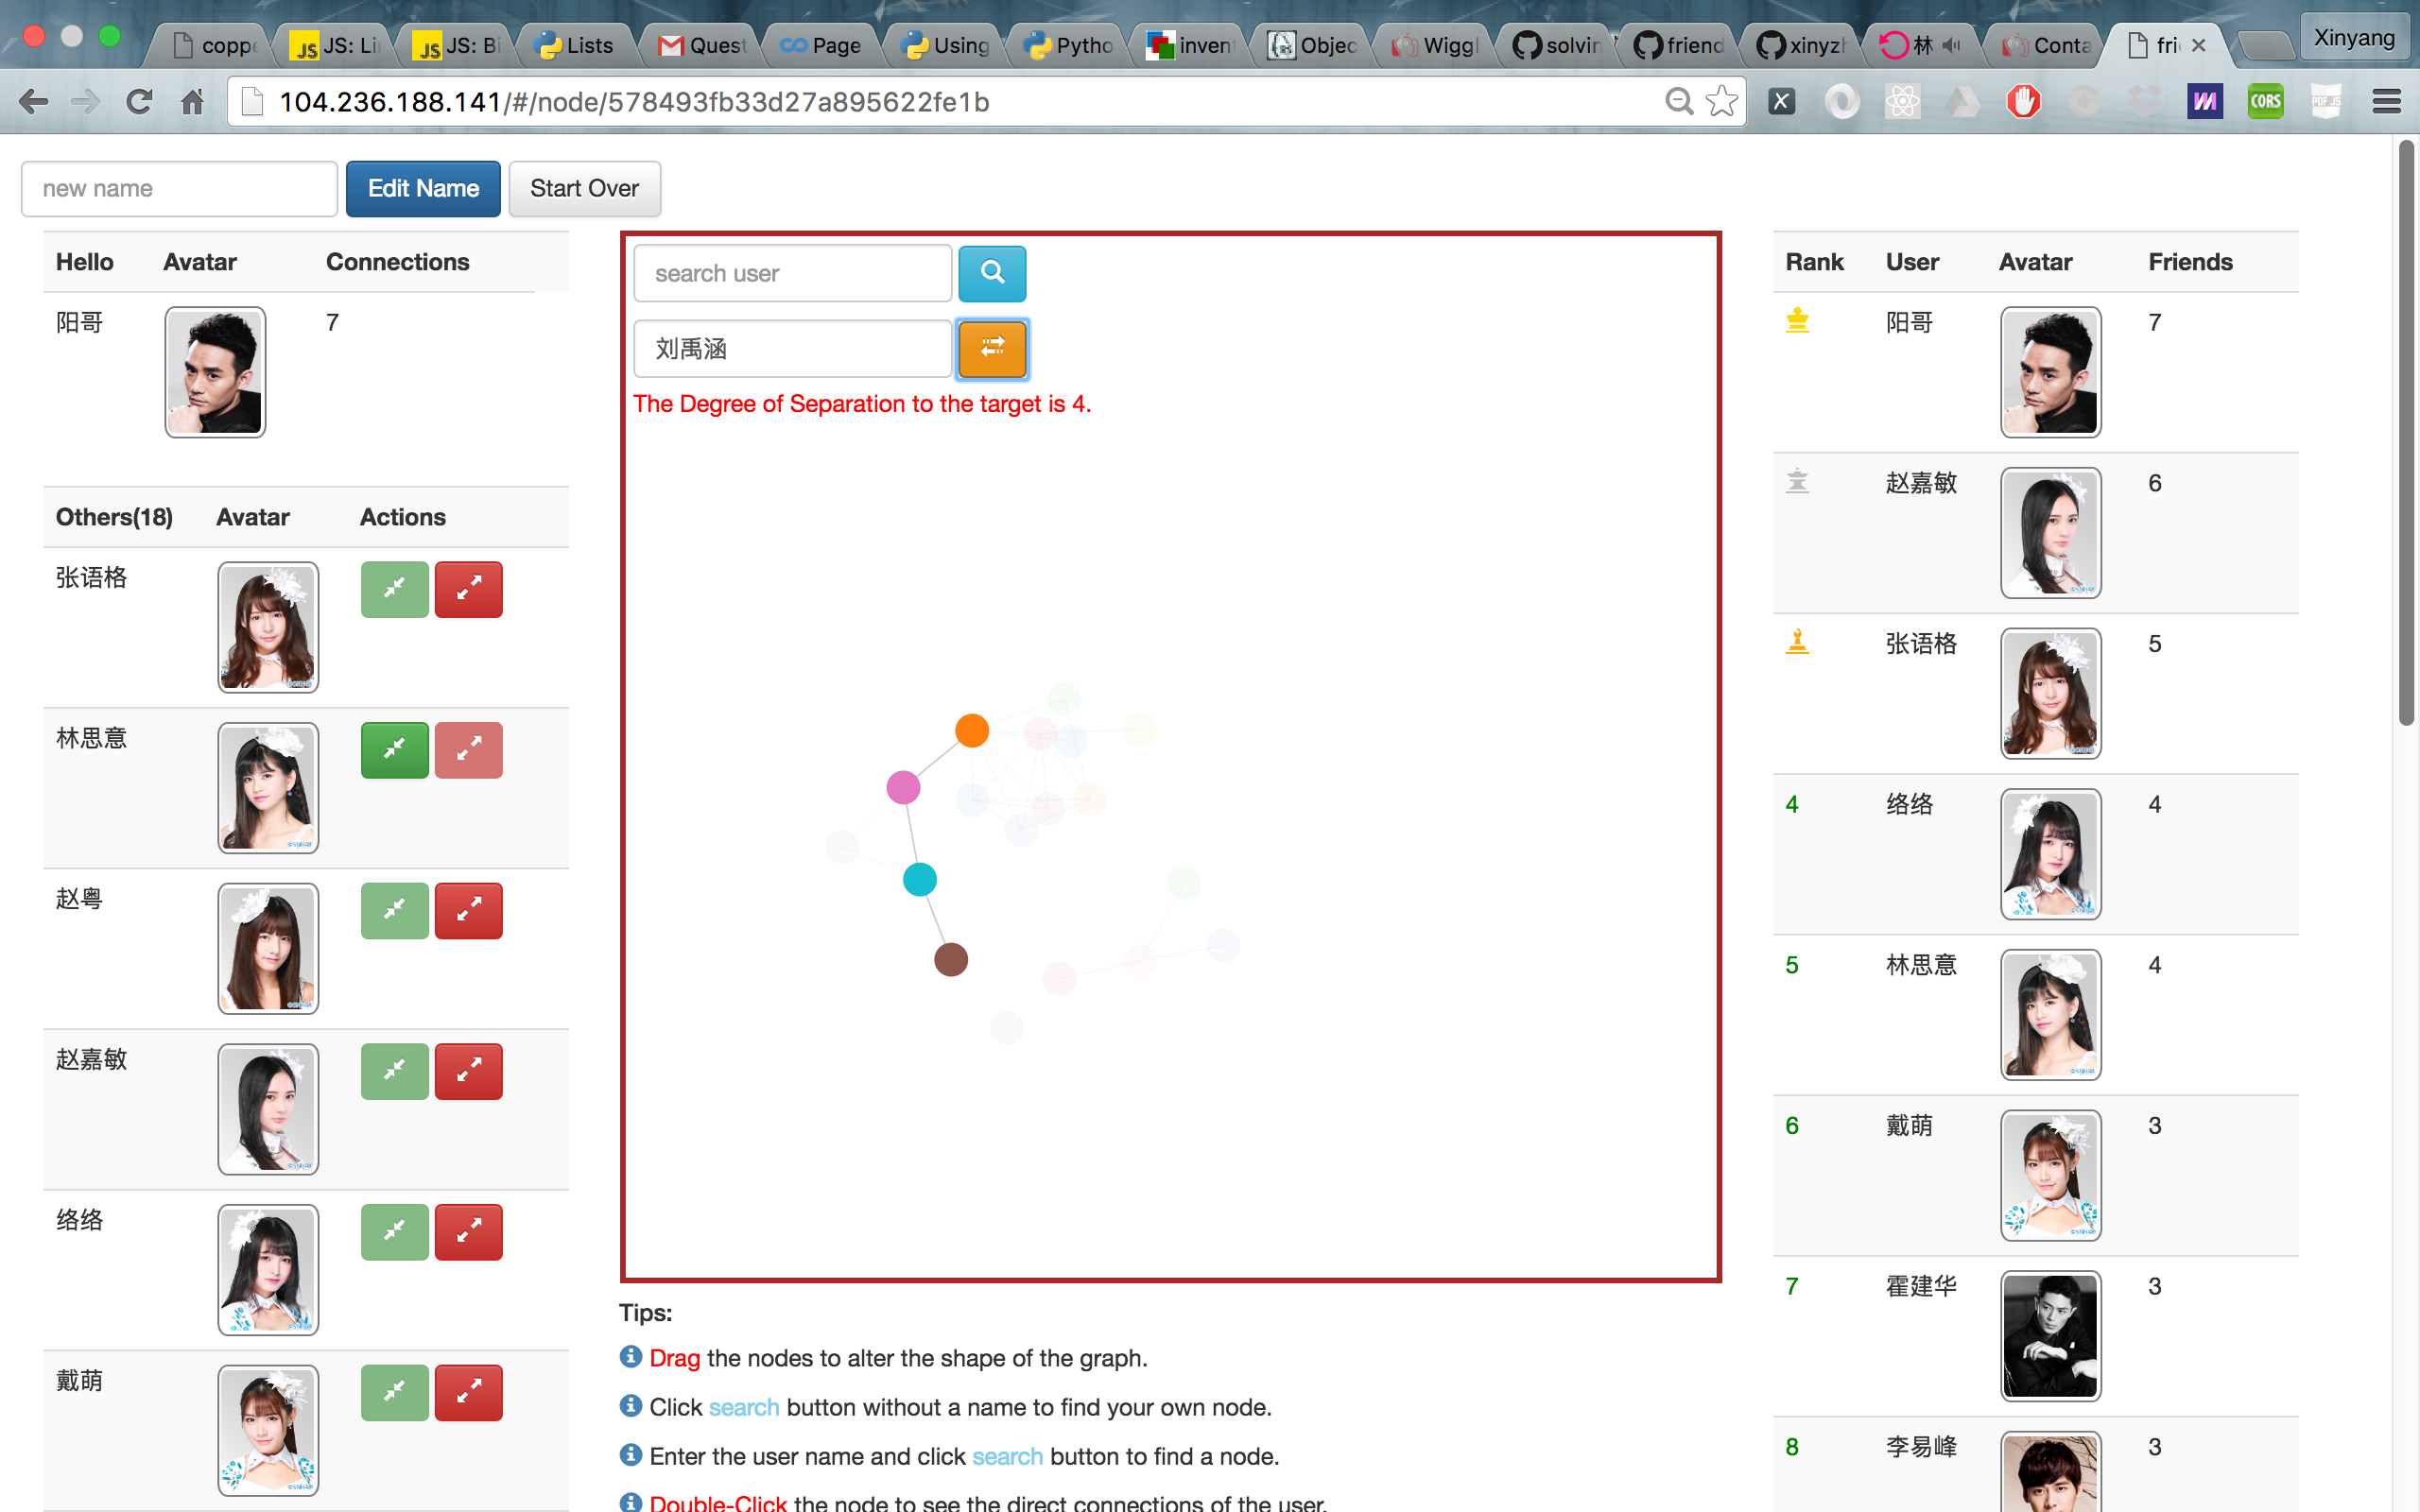 coppe
JS: Li
JS: Bi
Lists
Quest
Page
Using
Pytho
inven
Objec
Wiggl
solvin
friend
xinyzh
林
Conta
fri
Xinyang
104.236.188.141/#/node/578493fb33d27a895622fe1b
CORS
PDF JS
new name
Edit Name
Start Over
Hello Avatar Connections
阳哥 7
Others(18) Avatar Actions
张语格
林思意
赵粤
赵嘉敏
络络
戴萌
search user
刘禹涵
The Degree of Separation to the target is 4.
Tips:
Drag the nodes to alter the shape of the graph.
Click search button without a name to find your own node.
Enter the user name and click search button to find a node.
Double-Click the node to see the direct connections of the user.
Rank User Avatar Friends
阳哥 7
赵嘉敏 6
张语格 5
4 络络 4
5 林思意 4
6 戴萌 3
7 霍建华 3
8 李易峰 3